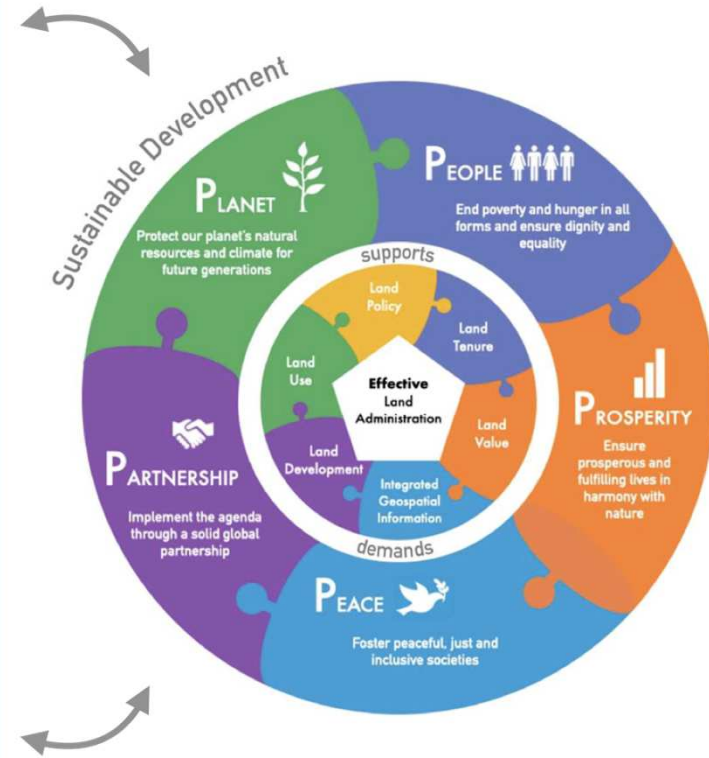 Sustainable Development
PLANET
Protect our planet's natural
resources and climate for
future generations
PEOPLE
End poverty and hunger in all
forms and ensure dignity and
equality
PROSPERITY
Ensure
prosperous and
fulfilling lives in
harmony with
nature
PEACE
Foster peaceful, just and
inclusive societies
PARTNERSHIP
Implement the agenda
through a solid global
partnership
supports
Land
Policy
Land
Tenure
Land
Value
Integrated
Geospatial
Information
Land
Development
Land
Use
Effective
Land
Administration
demands